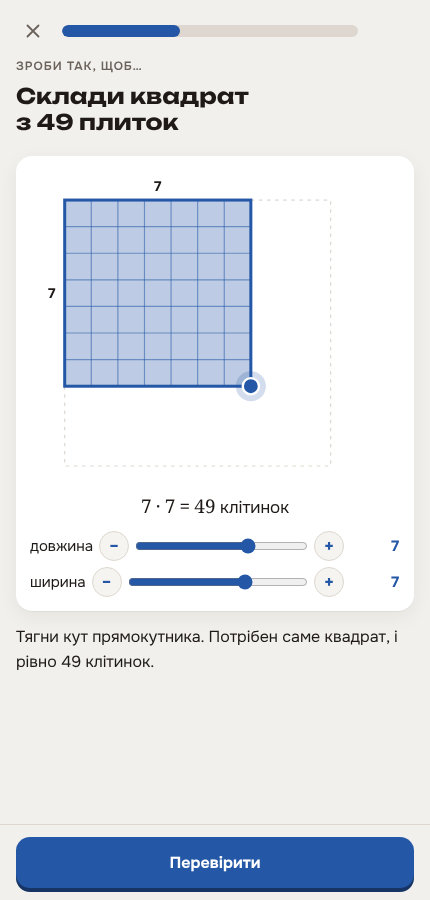 ЗРОБИ ТАК, ЩОБ…
Склади квадрат
з 49 плиток
7
7
7 · 7 = 49 клітинок
довжина − + 7
ширина − + 7
Тягни кут прямокутника. Потрібен саме квадрат, і
рівно 49 клітинок.
Перевірити